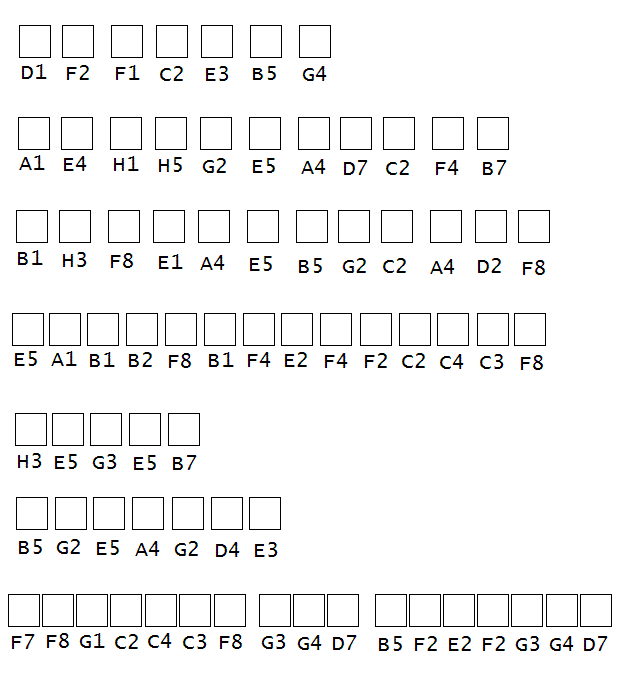 D1 F2 F1 C2 E3 B5 G4
A1 E4 H1 H5 G2 E5 A4 D7 C2 F4 B7
B1 H3 F8 E1 A4 E5 B5 G2 C2 A4 D2 F8
E5 A1 B1 B2 F8 B1 F4 E2 F4 F2 C2 C4 C3 F8
H3 E5 G3 E5 B7
B5 G2 E5 A4 G2 D4 E3
F7 F8 G1 C2 C4 C3 F8 G3 G4 D7 B5 F2 E2 F2 G3 G4 D7